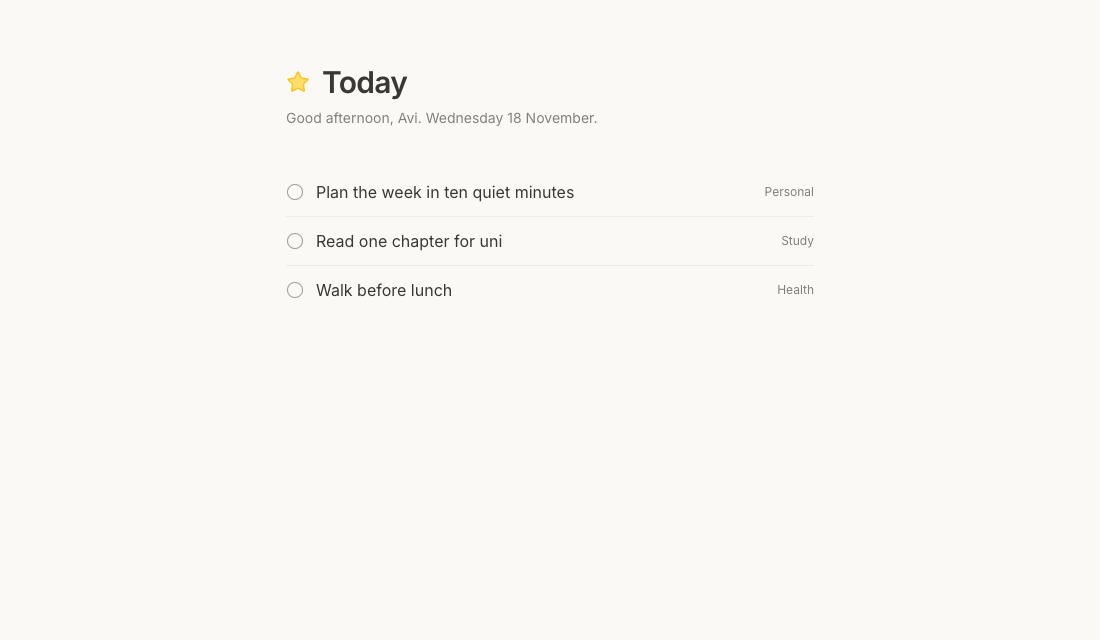 Today
Good afternoon, Avi. Wednesday 18 November.
Plan the week in ten quiet minutes Personal
Read one chapter for uni Study
Walk before lunch Health